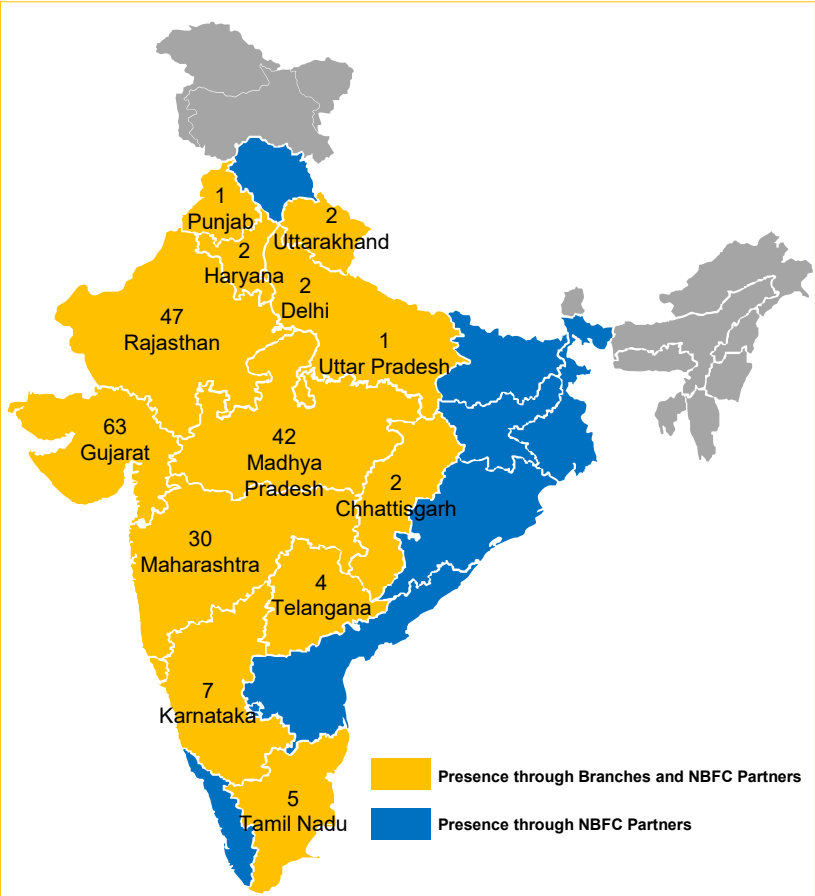 1
Punjab
2
Uttarakhand
2
Haryana
2
Delhi
47
Rajasthan
1
Uttar Pradesh
63
Gujarat
42
Madhya
Pradesh
2
Chhattisgarh
30
Maharashtra
4
Telangana
7
Karnataka
5
Tamil Nadu
Presence through Branches and NBFC Partners
Presence through NBFC Partners